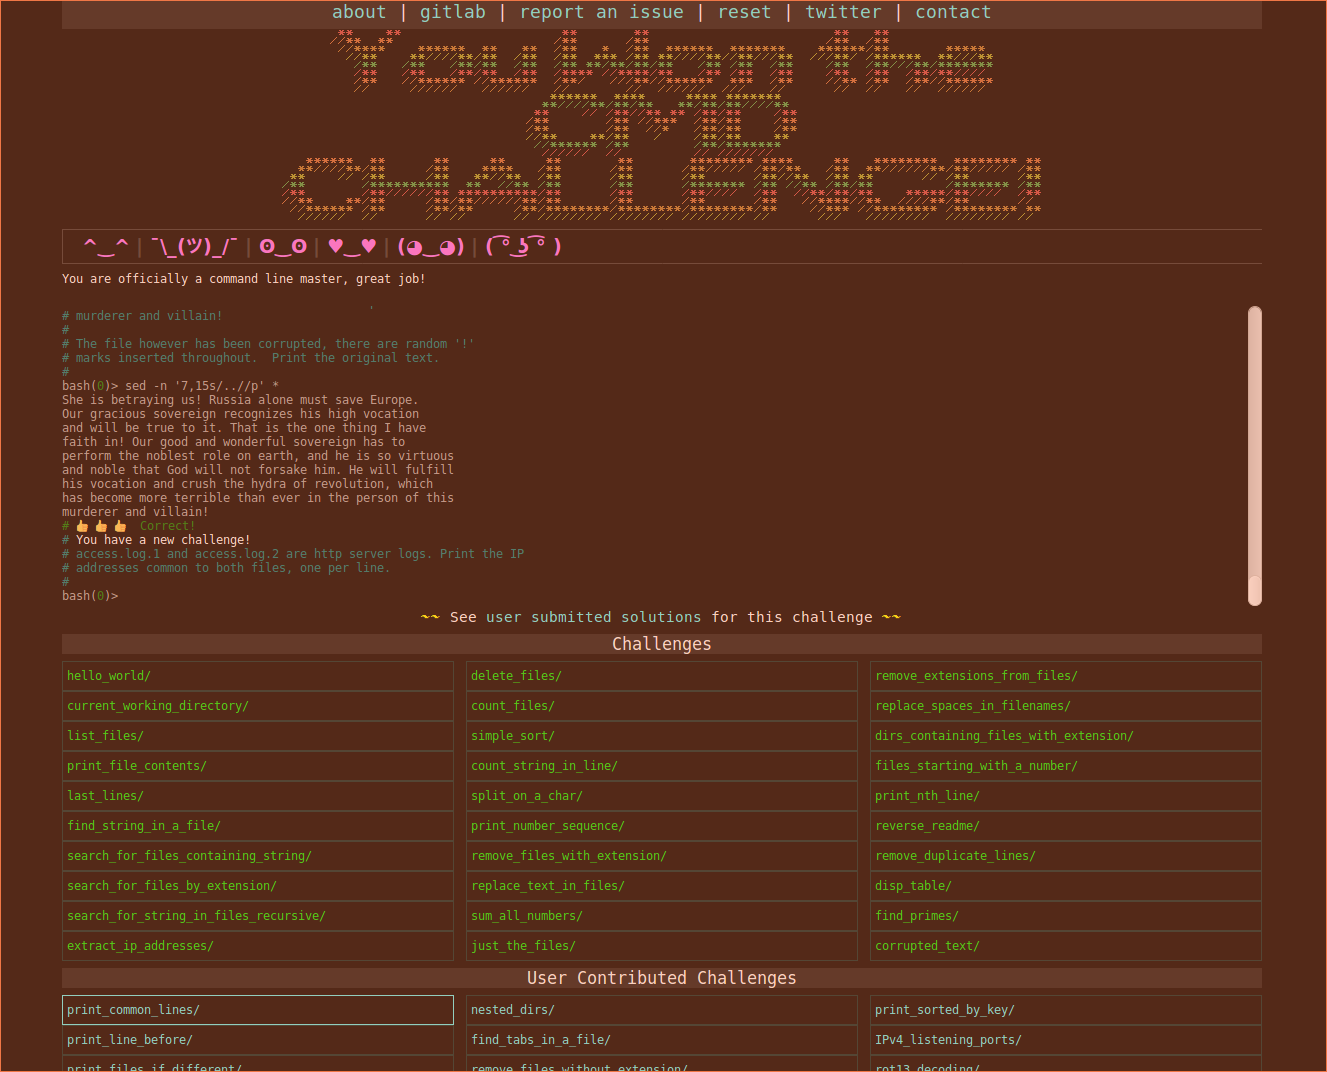 about | gitlab | report an issue | reset | twitter | contact
You Won the
CMD
CHALLENGE!
^‿^ | ¯\_(ツ)_/¯ | ʘ‿ʘ | ♥‿♥ | (◕‿◕) | ( ͡° ͜ʖ ͡° )
You are officially a command line master, great job!
# murderer and villain!
#
# The file however has been corrupted, there are random '!'
# marks inserted throughout.  Print the original text.
#
bash(0)> sed -n '7,15s/..//p' *
She is betraying us! Russia alone must save Europe.
Our gracious sovereign recognizes his high vocation
and will be true to it. That is the one thing I have
faith in! Our good and wonderful sovereign has to
perform the noblest role on earth, and he is so virtuous
and noble that God will not forsake him. He will fulfill
his vocation and crush the hydra of revolution, which
has become more terrible than ever in the person of this
murderer and villain!
# 👍 👍 👍  Correct!
# You have a new challenge!
# access.log.1 and access.log.2 are http server logs. Print the IP
# addresses common to both files, one per line.
#
bash(0)>
~~ See user submitted solutions for this challenge ~~
Challenges
hello_world/ delete_files/ remove_extensions_from_files/
current_working_directory/ count_files/ replace_spaces_in_filenames/
list_files/ simple_sort/ dirs_containing_files_with_extension/
print_file_contents/ count_string_in_line/ files_starting_with_a_number/
last_lines/ split_on_a_char/ print_nth_line/
find_string_in_a_file/ print_number_sequence/ reverse_readme/
search_for_files_containing_string/ remove_files_with_extension/ remove_duplicate_lines/
search_for_files_by_extension/ replace_text_in_files/ disp_table/
search_for_string_in_files_recursive/ sum_all_numbers/ find_primes/
extract_ip_addresses/ just_the_files/ corrupted_text/
User Contributed Challenges
print_common_lines/ nested_dirs/ print_sorted_by_key/
print_line_before/ find_tabs_in_a_file/ IPv4_listening_ports/
print_files_if_different/ remove_files_without_extension/ rot13_decoding/